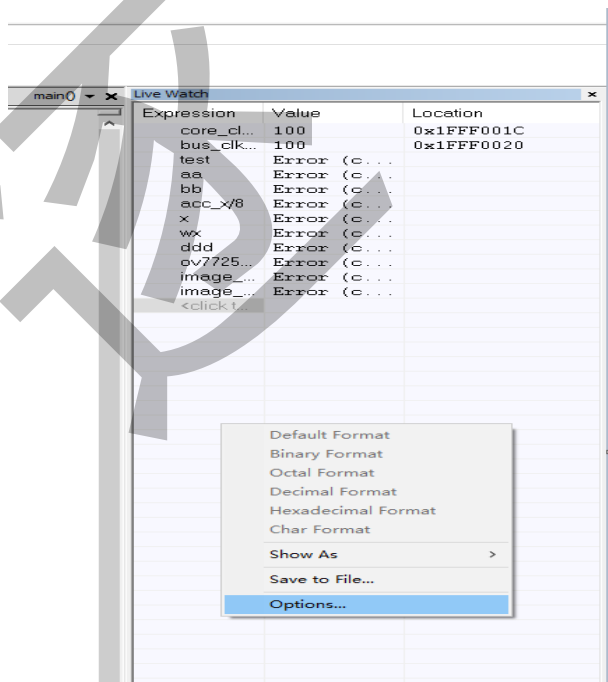 main()
Live Watch
Expression Value Location
core_cl... 100 0x1FFF001C
bus_clk... 100 0x1FFF0020
test Error (c...
aa Error (c...
bb Error (c...
acc_x/8 Error (c...
x Error (c...
wx Error (c...
ddd Error (c...
ov7725... Error (c...
image_... Error (c...
image_... Error (c...
<click t...
Default Format
Binary Format
Octal Format
Decimal Format
Hexadecimal Format
Char Format
Show As >
Save to File...
Options...